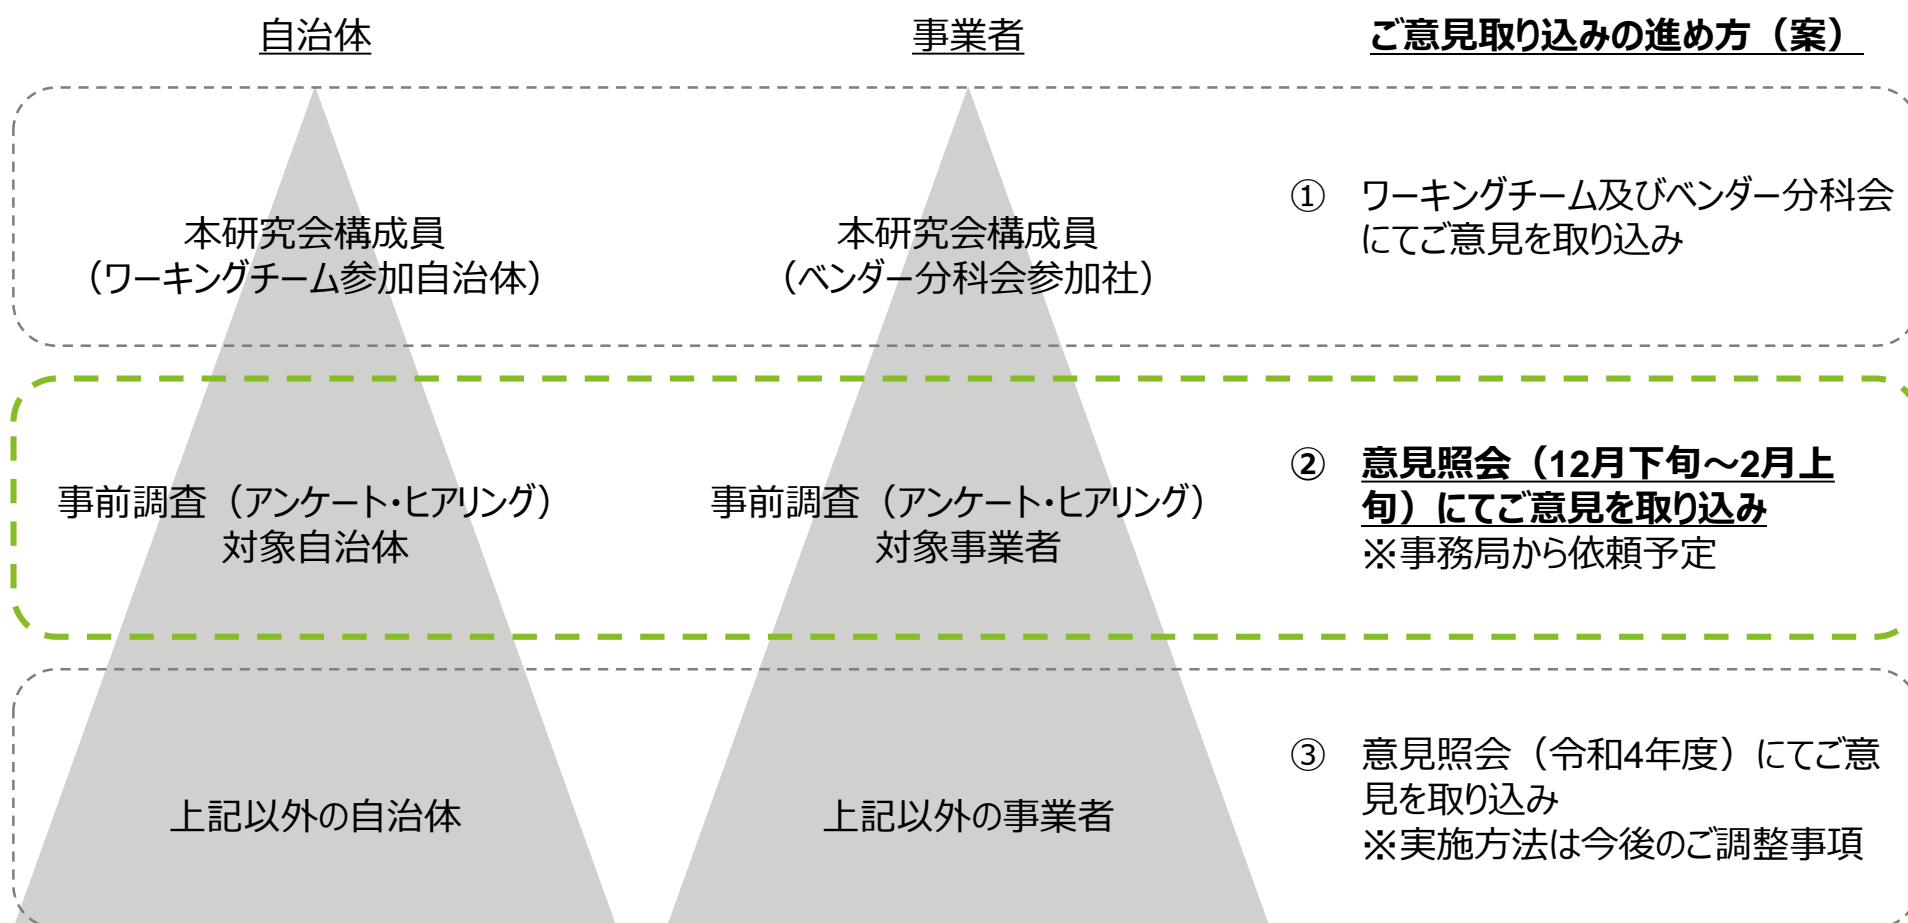 自治体
事業者
ご意見取り込みの進め方（案）
本研究会構成員
（ワーキングチーム参加自治体）
本研究会構成員
（ベンダー分科会参加社）
① ワーキングチーム及びベンダー分科会
にてご意見を取り込み
事前調査（アンケート・ヒアリング）
対象自治体
事前調査（アンケート・ヒアリング）
対象事業者
② 意見照会（12月下旬～2月上
旬）にてご意見を取り込み
※事務局から依頼予定
上記以外の自治体
上記以外の事業者
③ 意見照会（令和4年度）にてご意
見を取り込み
※実施方法は今後のご調整事項